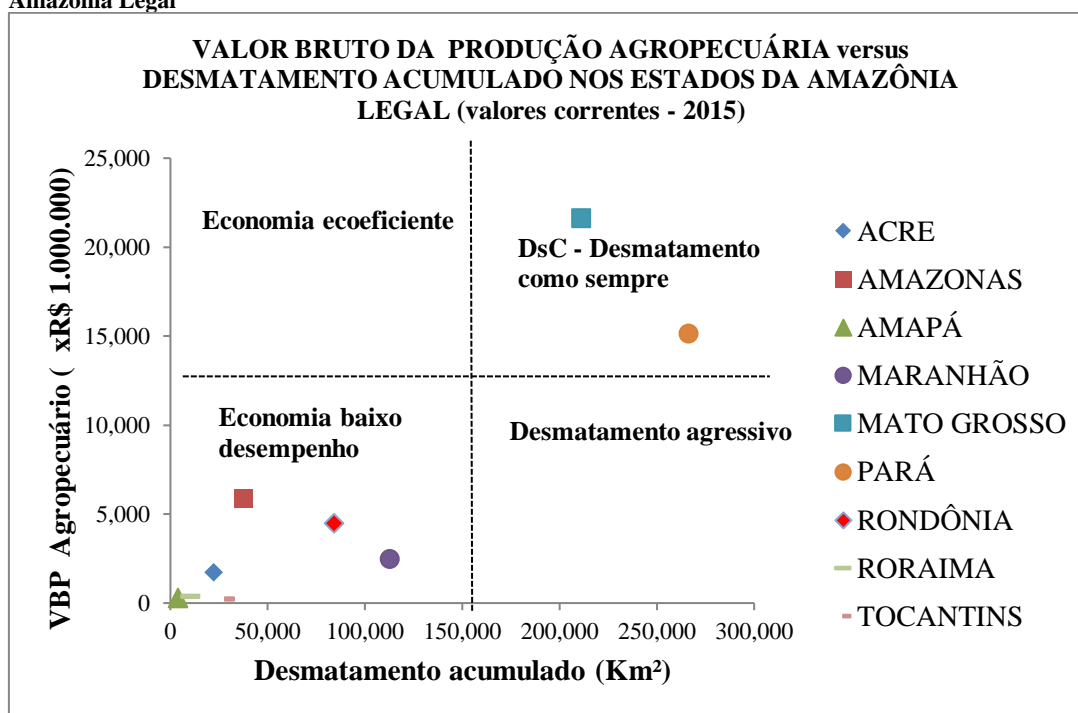 Amazônia Legal
VALOR BRUTO DA PRODUÇÃO AGROPECUÁRIA versus
DESMATAMENTO ACUMULADO NOS ESTADOS DA AMAZÔNIA
LEGAL (valores correntes - 2015)
VBP Agropecuário ( xR$ 1.000.000)
25,000
20,000
15,000
10,000
5,000
0
Economia ecoeficiente
DsC - Desmatamento
como sempre
Economia baixo
desempenho
Desmatamento agressivo
0
50,000
100,000
150,000
200,000
250,000
300,000
Desmatamento acumulado (Km²)
ACRE
AMAZONAS
AMAPÁ
MARANHÃO
MATO GROSSO
PARÁ
RONDÔNIA
RORAIMA
TOCANTINS